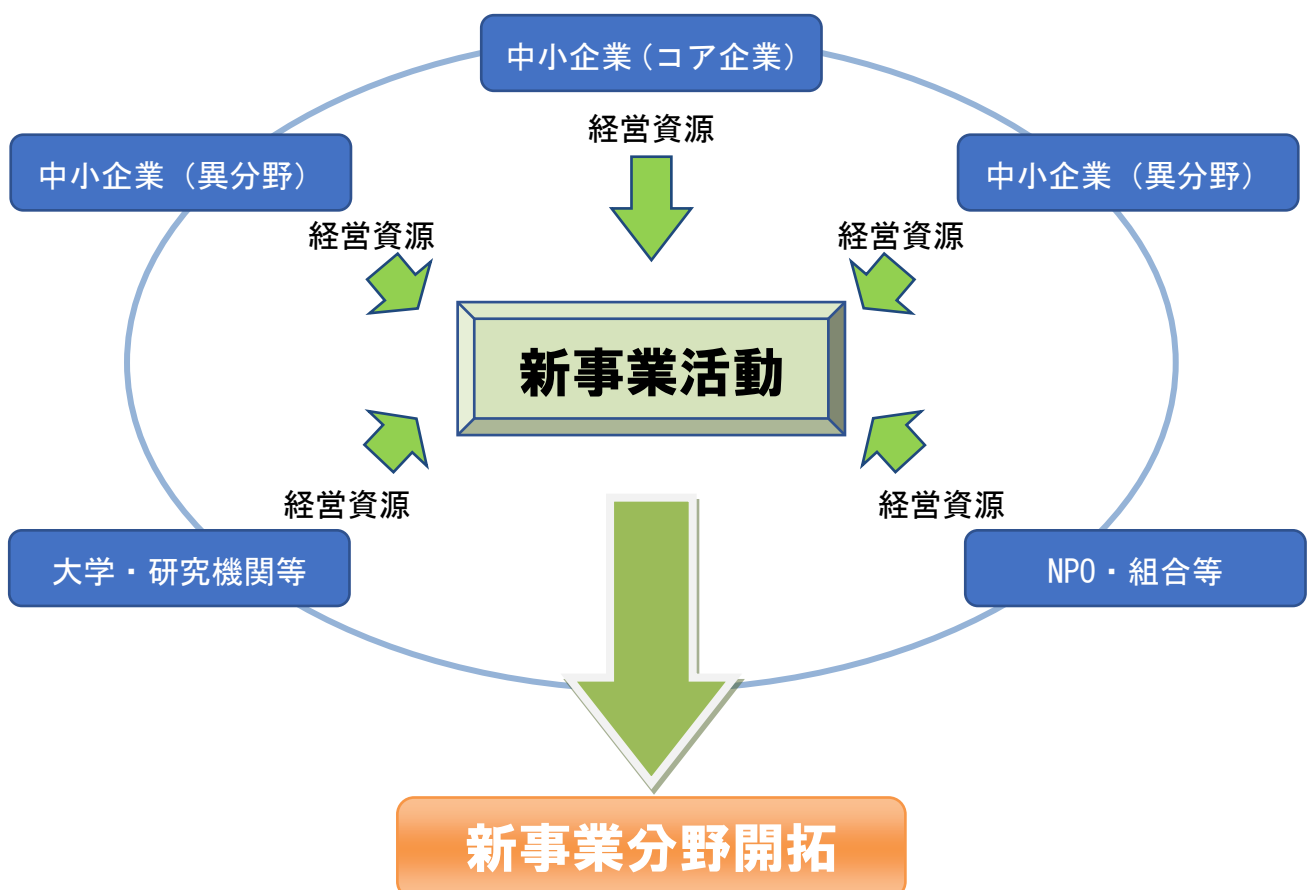 中小企業(コア企業)
経営資源
中小企業（異分野）
中小企業（異分野）
経営資源
経営資源
新事業活動
経営資源
経営資源
大学・研究機関等
NPO・組合等
新事業分野開拓